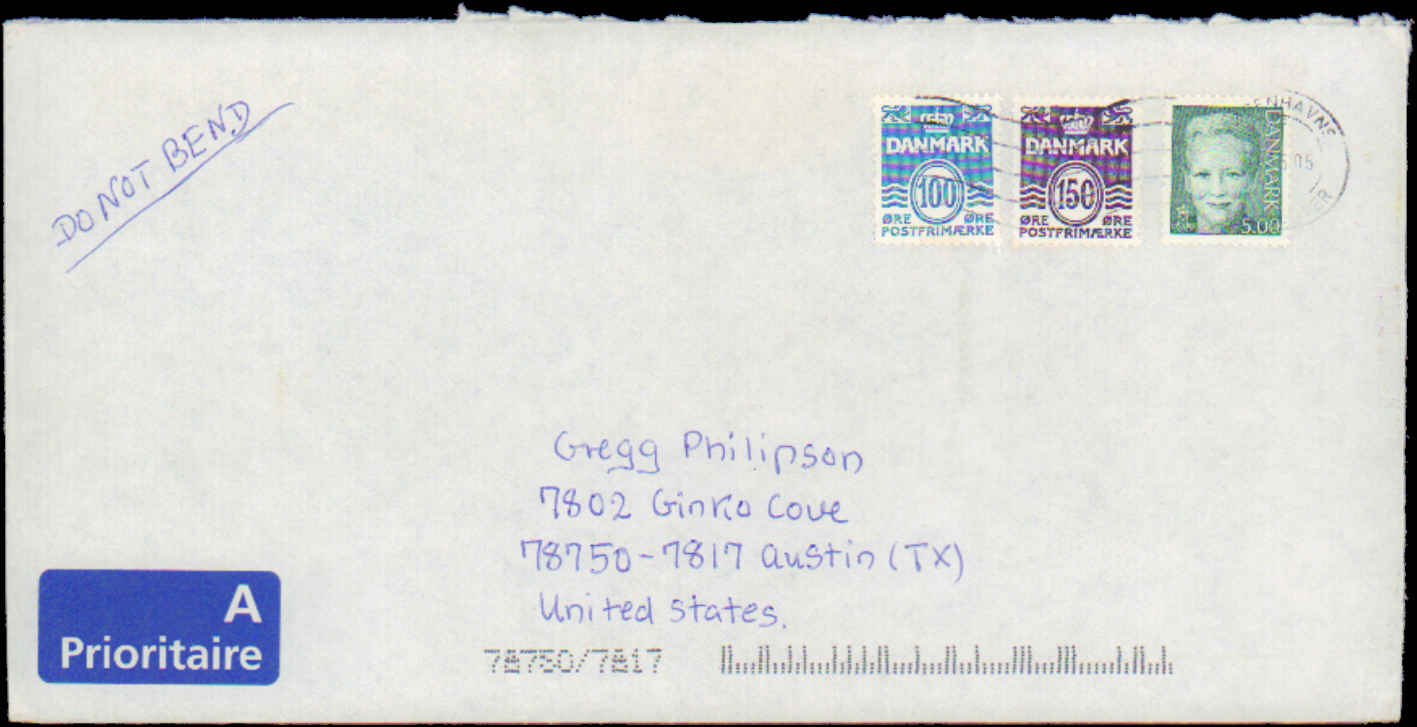 DO NOT BEND
DANMARK
100
ØRE ØRE
POSTFRIMÆRKE
DANMARK
150
ØRE ØRE
POSTFRIMÆRKE
DANMARK
5.00
Gregg Philipson
7802 Ginko Cove
78750-7817 Austin (TX)
United States.
A
Prioritaire
78750/7817